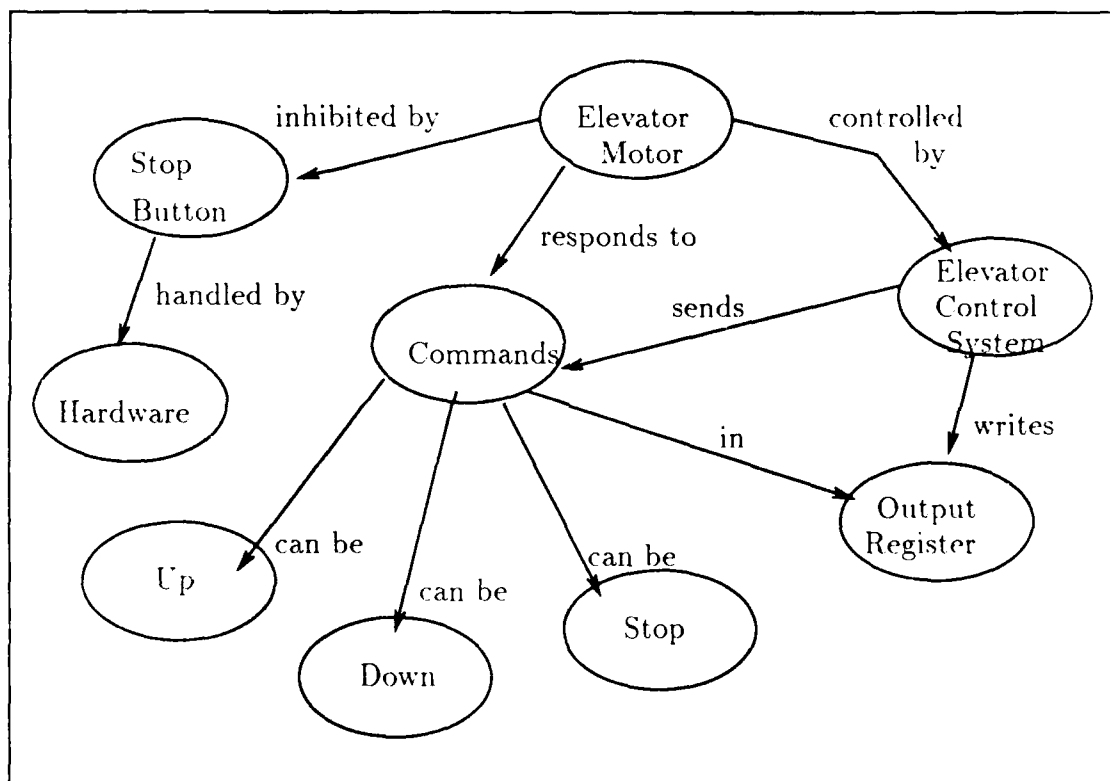 inhibited by
Elevator
Motor
controlled
by
Stop
Button
responds to
handled by
Elevator
Control
System
sends
Commands
Hardware
in
writes
Output
Register
can be
Up
can be
can be
Stop
Down